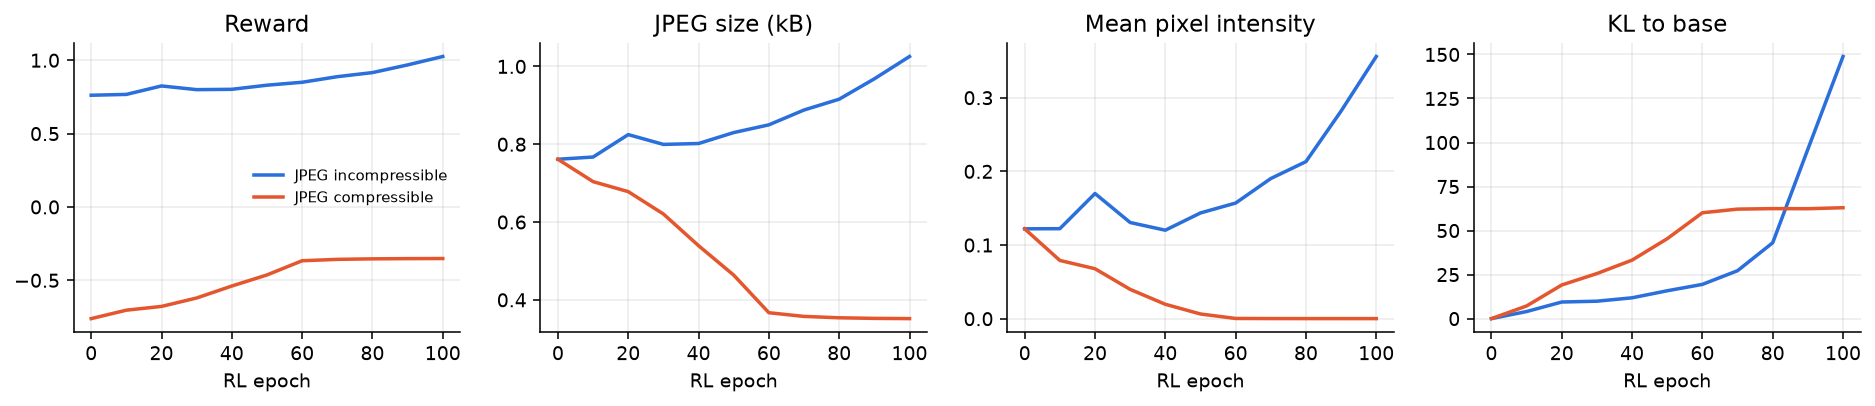 Reward
1.0
0.5
0.0
−0.5
JPEG incompressible
JPEG compressible
0 20 40 60 80 100
RL epoch
JPEG size (kB)
1.0
0.8
0.6
0.4
0 20 40 60 80 100
RL epoch
Mean pixel intensity
0.3
0.2
0.1
0.0
0 20 40 60 80 100
RL epoch
KL to base
150
125
100
75
50
25
0
0 20 40 60 80 100
RL epoch